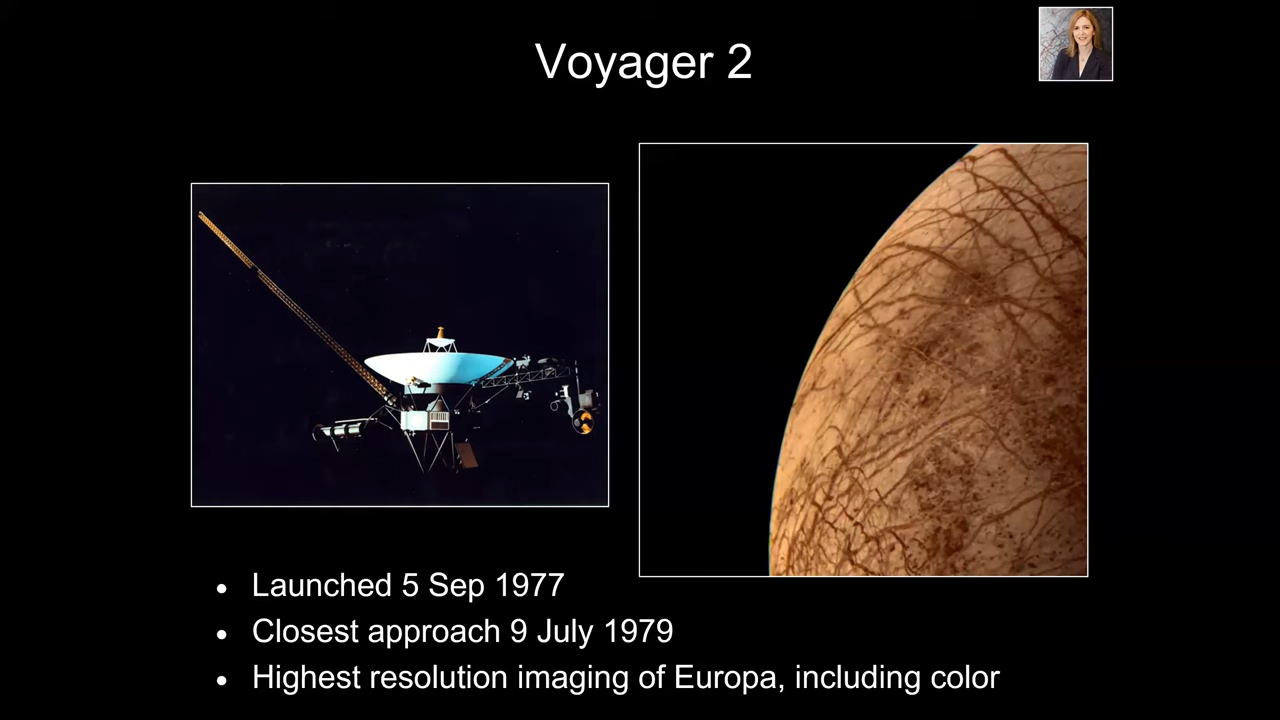 Voyager 2
• Launched 5 Sep 1977
• Closest approach 9 July 1979
• Highest resolution imaging of Europa, including color